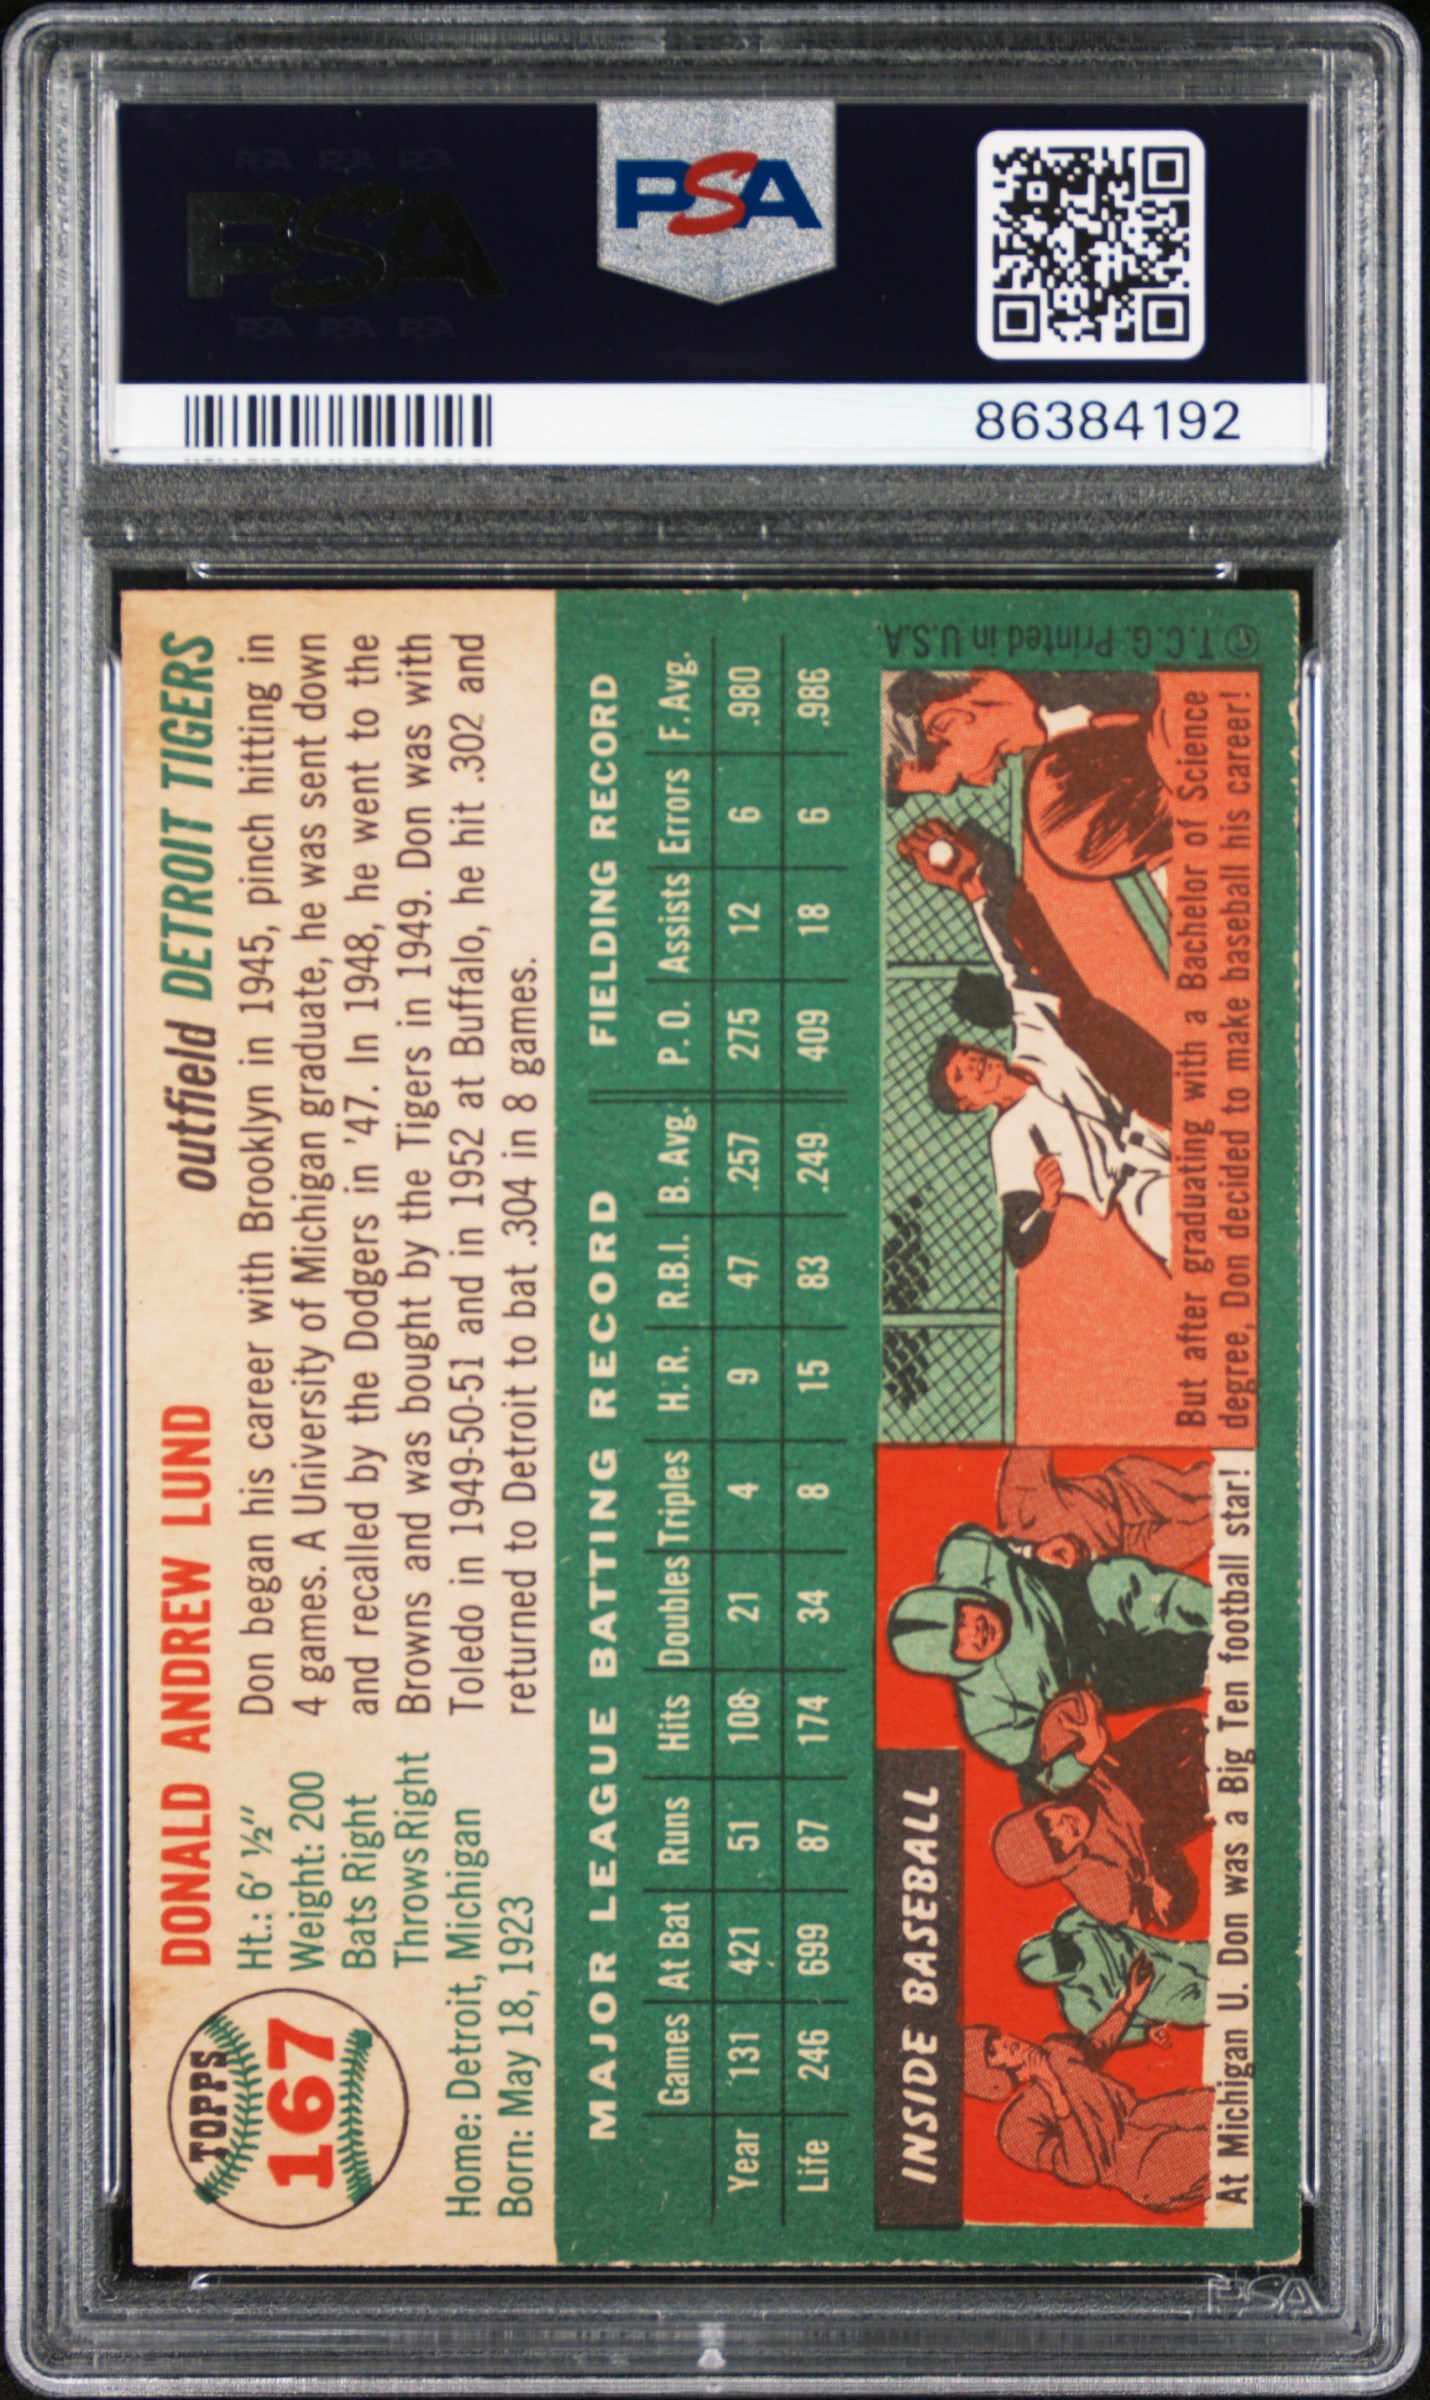 PSA PSA PSA
PSA
PSA PSA PSA
PSA
86384192
TOPPS
167
DONALD ANDREW LUND
outfield DETROIT TIGERS
Ht.: 6' ½"
Weight: 200
Bats Right
Throws Right
Home: Detroit, Michigan
Born: May 18, 1923
Don began his career with Brooklyn in 1945, pinch hitting in
4 games. A University of Michigan graduate, he was sent down
and recalled by the Dodgers in '47. In 1948, he went to the
Browns and was bought by the Tigers in 1949. Don was with
Toledo in 1949-50-51 and in 1952 at Buffalo, he hit .302 and
returned to Detroit to bat .304 in 8 games.
MAJOR LEAGUE BATTING RECORD FIELDING RECORD
Games At Bat Runs Hits Doubles Triples H. R. R.B.I. B. Avg. P. O. Assists Errors F. Avg.
Year 131 421 51 108 21 4 9 47 .257 275 12 6 .980
Life 246 699 87 174 34 8 15 83 .249 409 18 6 .986
INSIDE BASEBALL
At Michigan U. Don was a Big Ten football star!
But after graduating with a Bachelor of Science
degree, Don decided to make baseball his career!
© T.C.G. Printed in U.S.A.
PSA